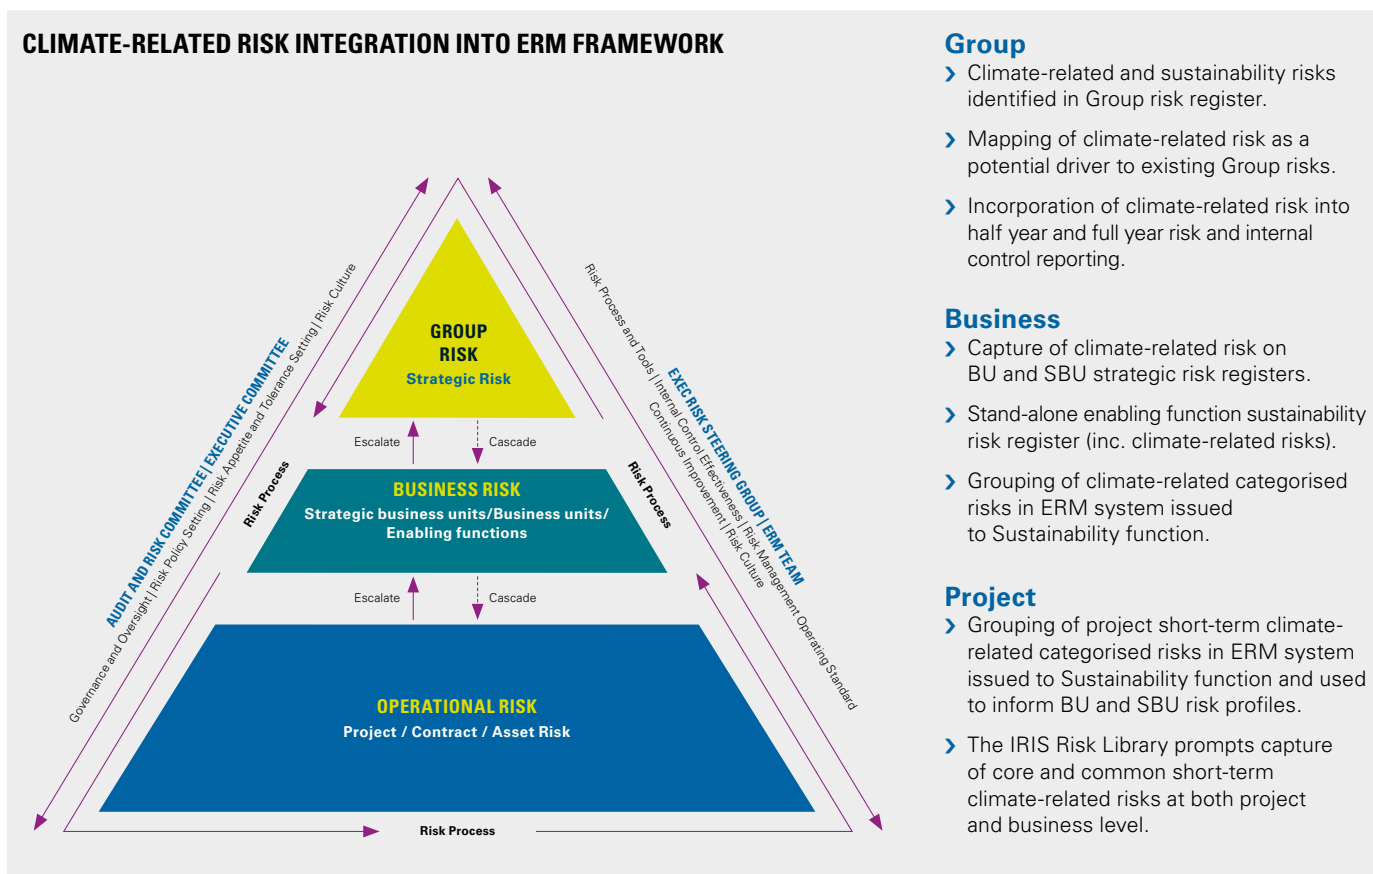 CLIMATE-RELATED RISK INTEGRATION INTO ERM FRAMEWORK
AUDIT AND RISK COMMITTEE | EXECUTIVE COMMITTEE
Governance and Oversight | Risk Policy Setting | Risk Appetite and Tolerance Setting | Risk Culture
Risk Process
GROUP
RISK
Strategic Risk
Escalate
Cascade
BUSINESS RISK
Strategic business units/Business units/
Enabling functions
Escalate
Cascade
OPERATIONAL RISK
Project / Contract / Asset Risk
Risk Process
Risk Process
EXEC RISK STEERING GROUP | ERM TEAM
Risk Process and Tools | Internal Control Effectiveness | Risk Management Operating Standard
Continuous Improvement | Risk Culture
Group
› Climate-related and sustainability risks
identified in Group risk register.
› Mapping of climate-related risk as a
potential driver to existing Group risks.
› Incorporation of climate-related risk into
half year and full year risk and internal
control reporting.
Business
› Capture of climate-related risk on
BU and SBU strategic risk registers.
› Stand-alone enabling function sustainability
risk register (inc. climate-related risks).
› Grouping of climate-related categorised
risks in ERM system issued
to Sustainability function.
Project
› Grouping of project short-term climate-
related categorised risks in ERM system
issued to Sustainability function and used
to inform BU and SBU risk profiles.
› The IRIS Risk Library prompts capture
of core and common short-term
climate-related risks at both project
and business level.